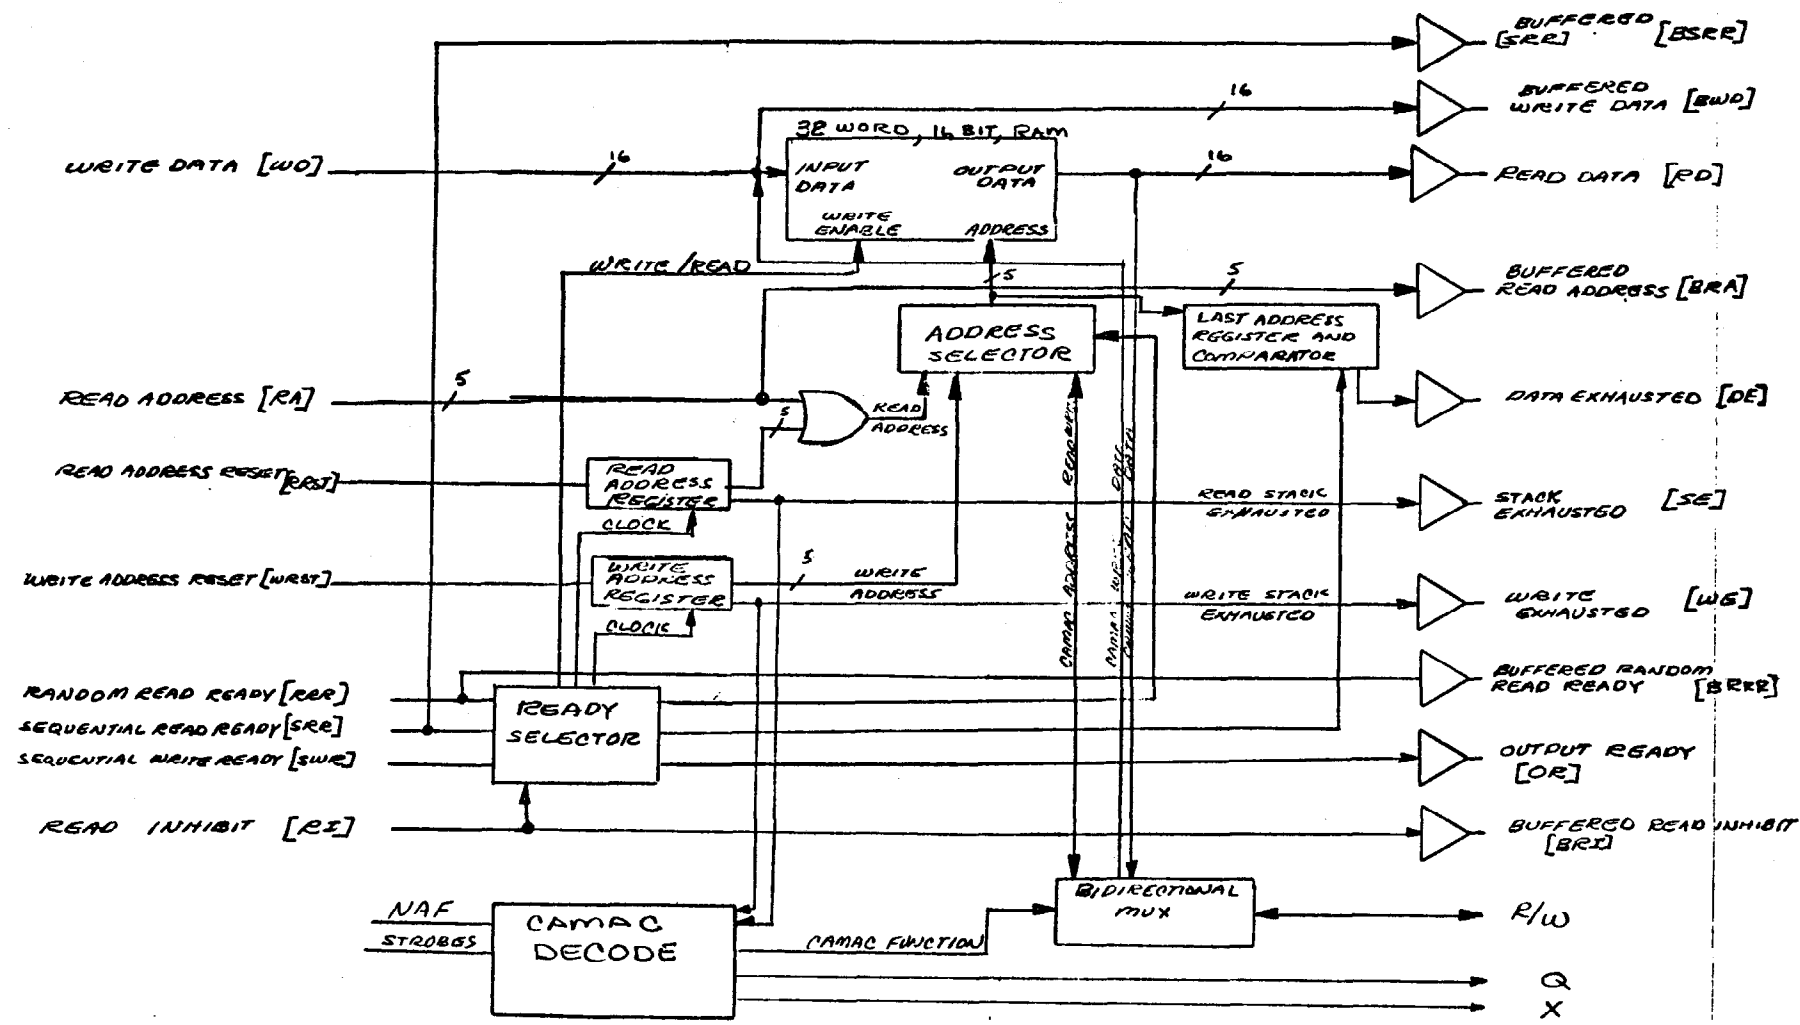 BUFFERED
[SRR] [BSRR]
16
BUFFERED
WRITE DATA [BWD]
32 WORD, 16 BIT, RAM
WRITE DATA [WD]
16
INPUT
DATA
OUTPUT
DATA
16
READ DATA [RD]
WRITE
ENABLE
ADDRESS
WRITE/READ
5
5
BUFFERED
READ ADDRESS [BRA]
ADDRESS
SELECTOR
LAST ADDRESS
REGISTER AND
COMPARATOR
READ ADDRESS [RA]
5
5
READ
ADDRESS
DATA EXHAUSTED [DE]
READ ADDRESS RESET [RRST]
READ
ADDRESS
REGISTER
CLOCK
READ STACK
EXHAUSTED
STACK
EXHAUSTED [SE]
WRITE ADDRESS RESET [WRST]
WRITE
ADDRESS
REGISTER
CLOCK
5
WRITE
ADDRESS
WRITE STACK
EXHAUSTED
WRITE
EXHAUSTED [WE]
CAMAC ADDRESS READ/WRT
CAMAC WRITE DATA
CAMAC READ DATA
RANDOM READ READY [RRR]
SEQUENTIAL READ READY [SRR]
SEQUENTIAL WRITE READY [SWR]
READY
SELECTOR
BUFFERED RANDOM
READ READY [BRRR]
OUTPUT READY
[OR]
READ INHIBIT [RI]
BUFFERED READ INHIBIT
[BRI]
NAF
STROBES
CAMAC
DECODE
CAMAC FUNCTION
BIDIRECTIONAL
MUX
R/W
Q
X